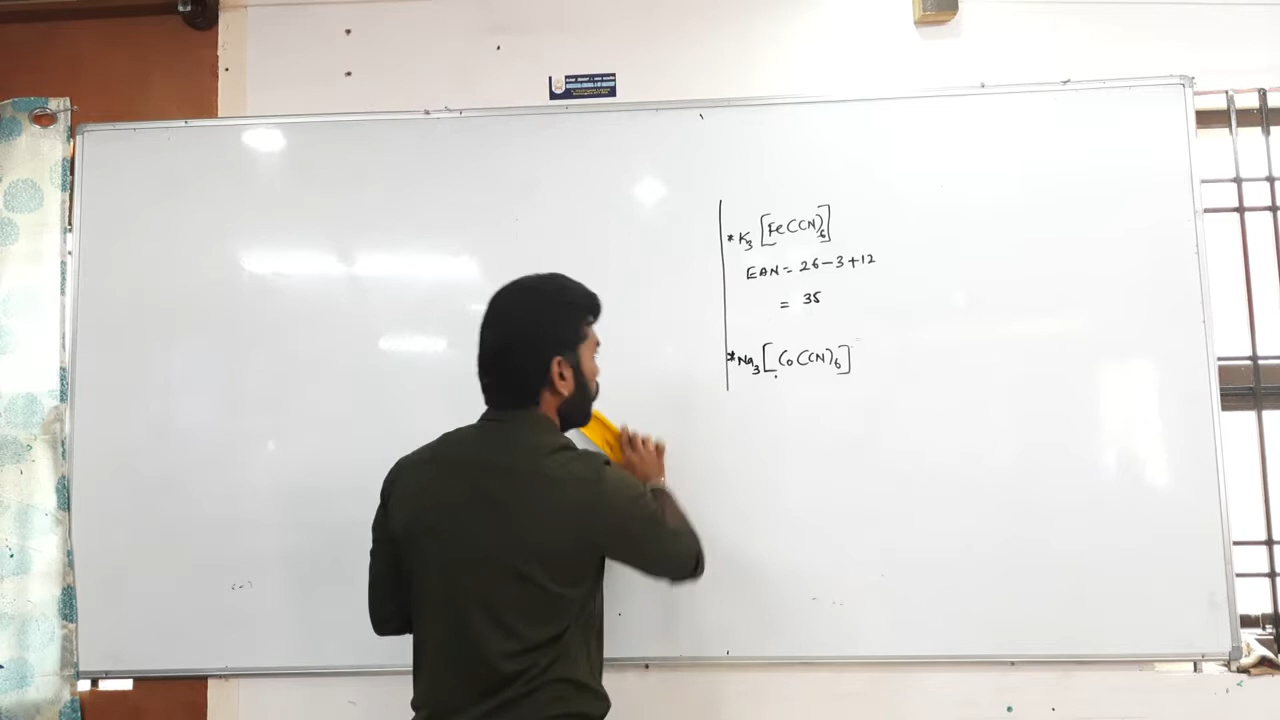 * K₃[Fe(CN)₆]
EAN = 26-3+12
= 35
* Na₃[Co(CN)₆]